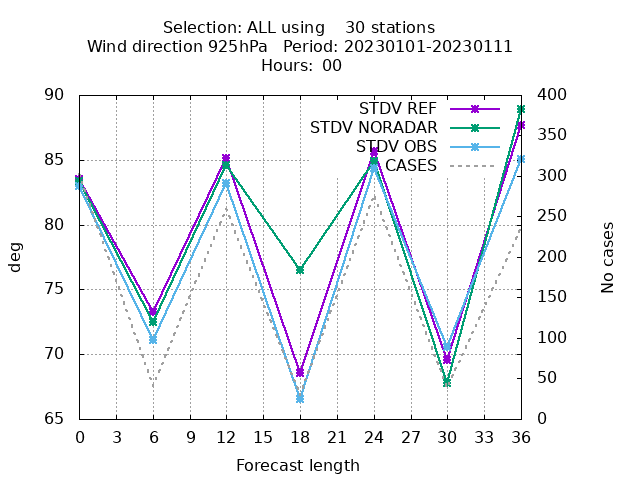 Selection: ALL using    30 stations
Wind direction 925hPa   Period: 20230101-20230111
Hours: 00
STDV REF
STDV NORADAR
STDV OBS
CASES
90
85
80
75
70
65
deg
400
350
300
250
200
150
100
50
0
No cases
0 3 6 9 12 15 18 21 24 27 30 33 36
Forecast length